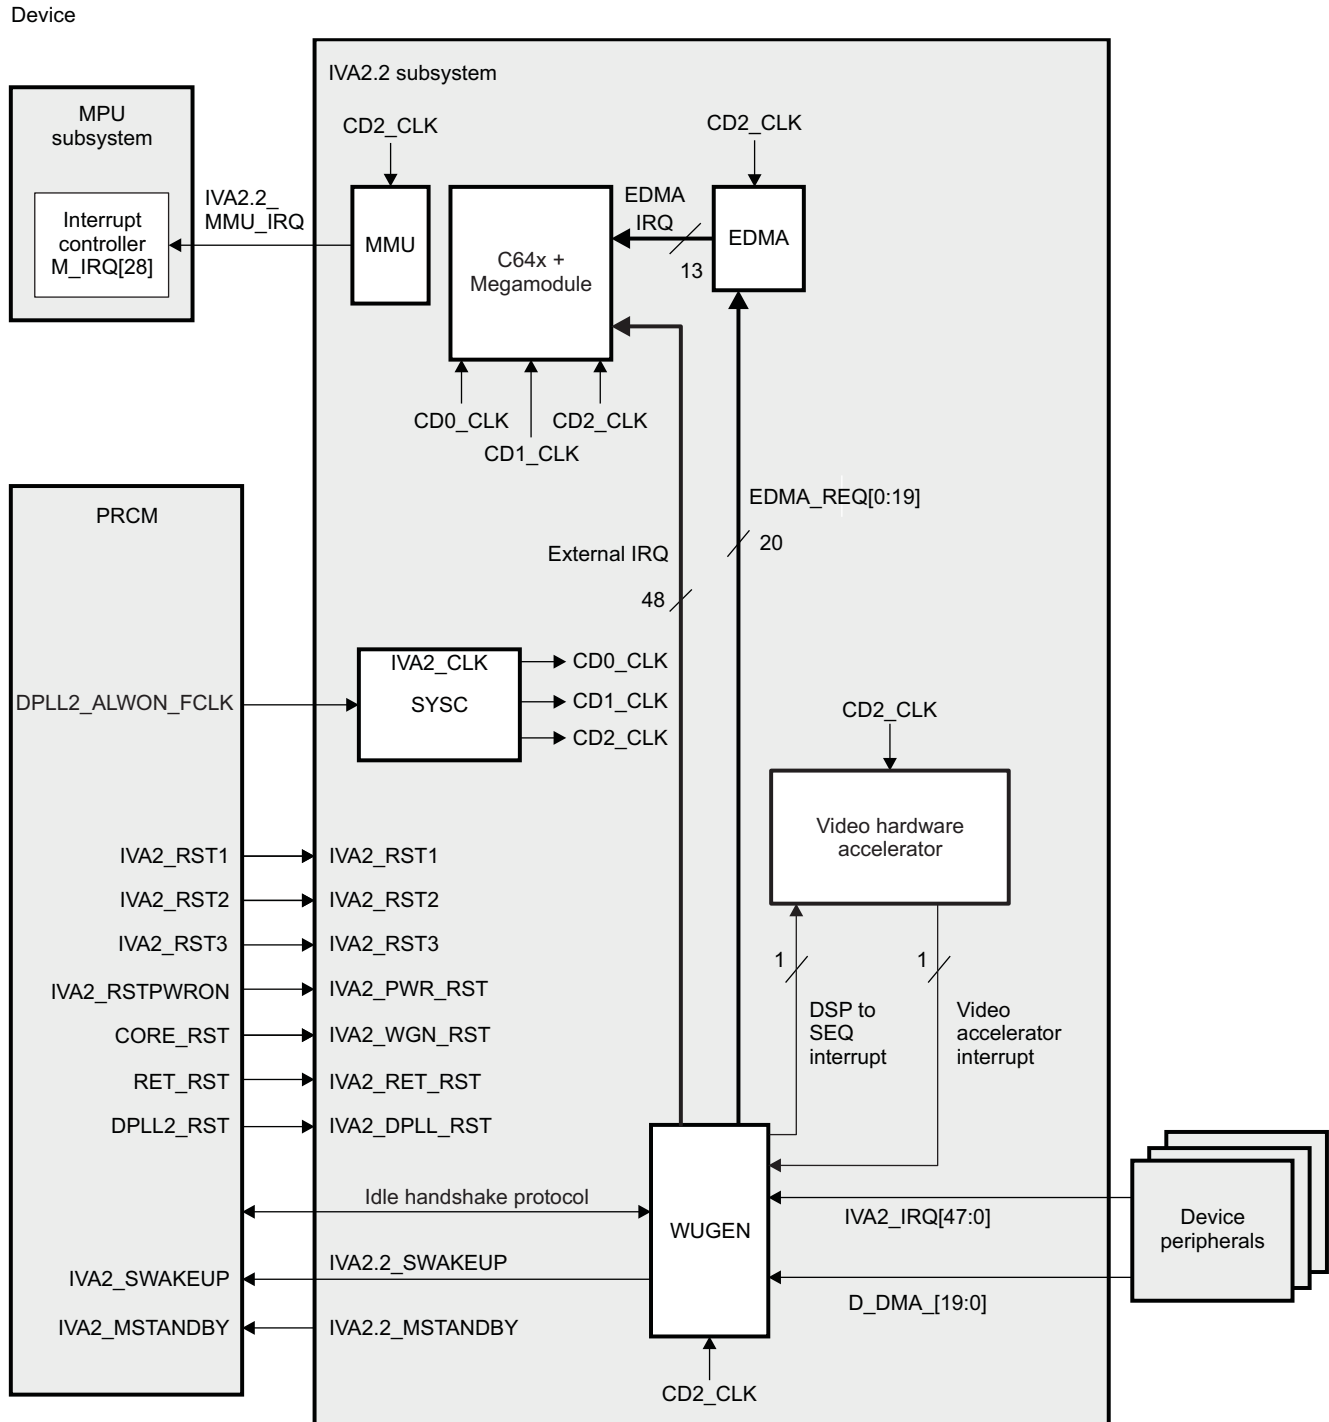 Device
IVA2.2 subsystem
MPU
subsystem
Interrupt
controller
M_IRQ[28]
IVA2.2_
MMU_IRQ
CD2_CLK
MMU
C64x +
Megamodule
EDMA
IRQ
13
CD2_CLK
EDMA
CD0_CLK
CD2_CLK
CD1_CLK
EDMA_REQ[0:19]
20
External IRQ
48
PRCM
DPLL2_ALWON_FCLK
IVA2_CLK
SYSC
CD0_CLK
CD1_CLK
CD2_CLK
CD2_CLK
Video hardware
accelerator
1
1
DSP to
SEQ
interrupt
Video
accelerator
interrupt
IVA2_RST1
IVA2_RST1
IVA2_RST2
IVA2_RST2
IVA2_RST3
IVA2_RST3
IVA2_RSTPWRON
IVA2_PWR_RST
CORE_RST
IVA2_WGN_RST
RET_RST
IVA2_RET_RST
DPLL2_RST
IVA2_DPLL_RST
Idle handshake protocol
WUGEN
IVA2_IRQ[47:0]
Device
peripherals
IVA2_SWAKEUP
IVA2.2_SWAKEUP
D_DMA_[19:0]
IVA2_MSTANDBY
IVA2.2_MSTANDBY
CD2_CLK